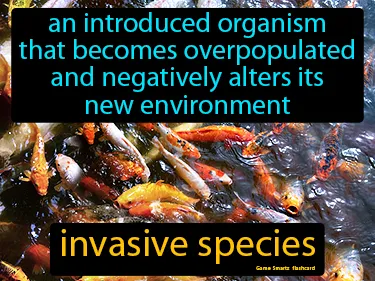 an introduced organism
that becomes overpopulated
and negatively alters its
new environment
invasive species
Game Smartz flashcard